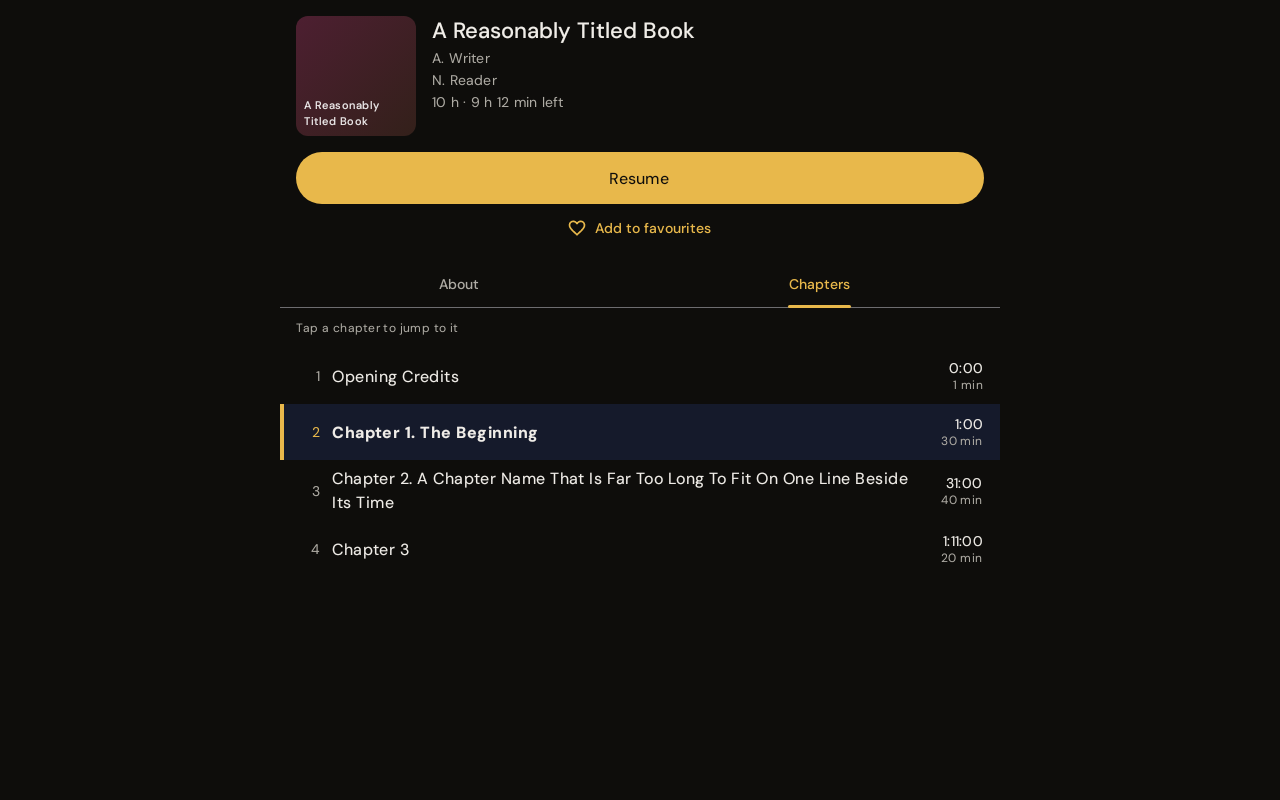 A Reasonably
Titled Book
A Reasonably Titled Book
A. Writer
N. Reader
10 h · 9 h 12 min left
Resume
Add to favourites
About
Chapters
Tap a chapter to jump to it
1 Opening Credits 0:00
1 min
2 Chapter 1. The Beginning 1:00
30 min
3 Chapter 2. A Chapter Name That Is Far Too Long To Fit On One Line Beside
Its Time
31:00
40 min
4 Chapter 3 1:11:00
20 min